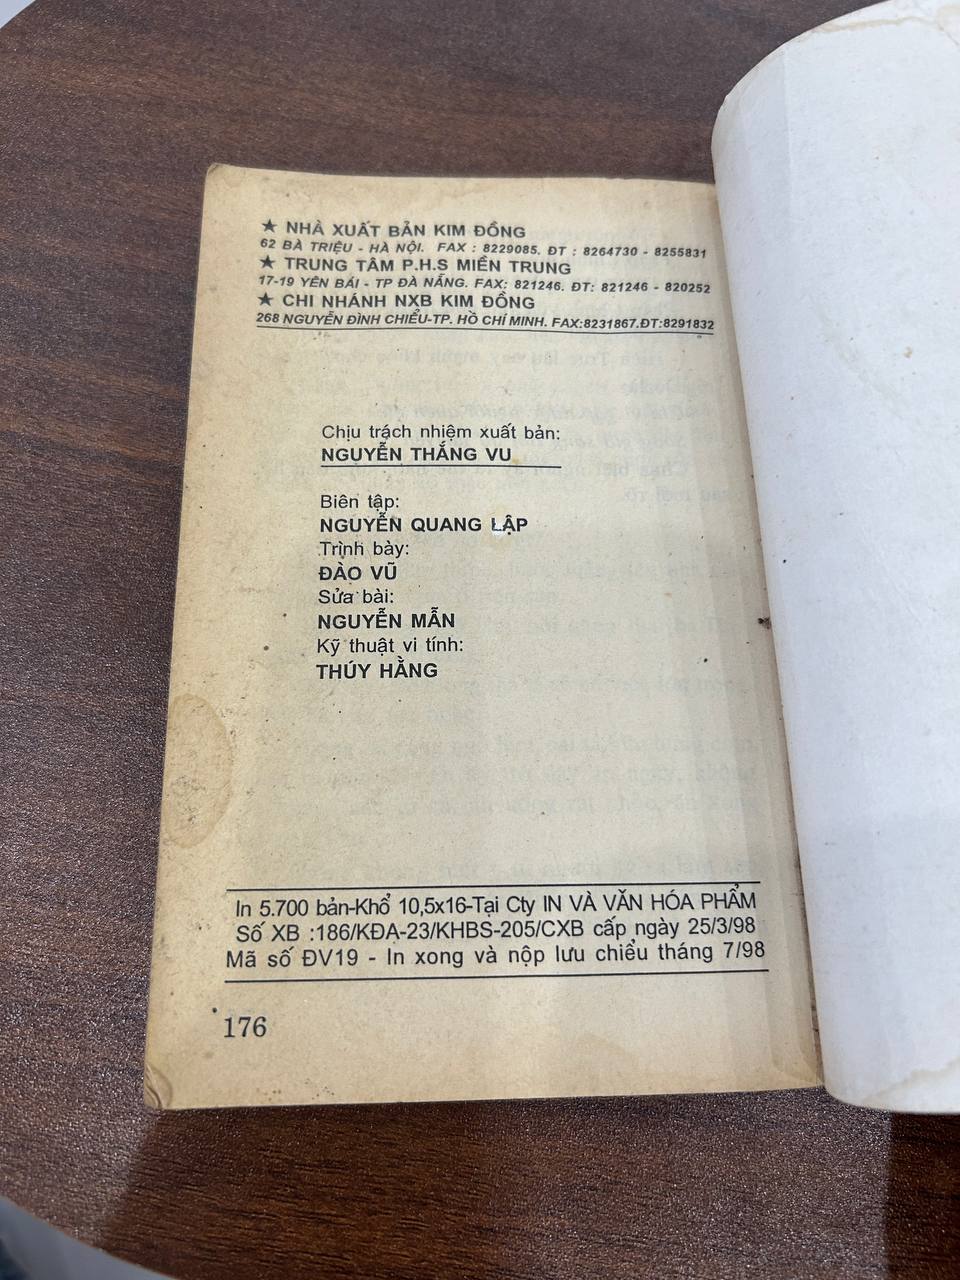 ★ NHÀ XUẤT BẢN KIM ĐỒNG
62 BÀ TRIỆU - HÀ NỘI. FAX : 8229085. ĐT : 8264730 - 8255831
★ TRUNG TÂM P.H.S MIỀN TRUNG
17-19 YÊN BÁI - TP ĐÀ NẴNG. FAX: 821246. ĐT: 821246 - 820252
★ CHI NHÁNH NXB KIM ĐỒNG
268 NGUYỄN ĐÌNH CHIỂU-TP. HỒ CHÍ MINH. FAX:8231867.ĐT:8291832
Chịu trách nhiệm xuất bản:
NGUYỄN THẮNG VU
Biên tập:
NGUYỄN QUANG LẬP
Trình bày:
ĐÀO VŨ
Sửa bài:
NGUYỄN MẪN
Kỹ thuật vi tính:
THÚY HẰNG
In 5.700 bản-Khổ 10,5x16-Tại Cty IN VÀ VĂN HÓA PHẨM
Số XB :186/KĐA-23/KHBS-205/CXB cấp ngày 25/3/98
Mã số ĐV19 - In xong và nộp lưu chiểu tháng 7/98
176